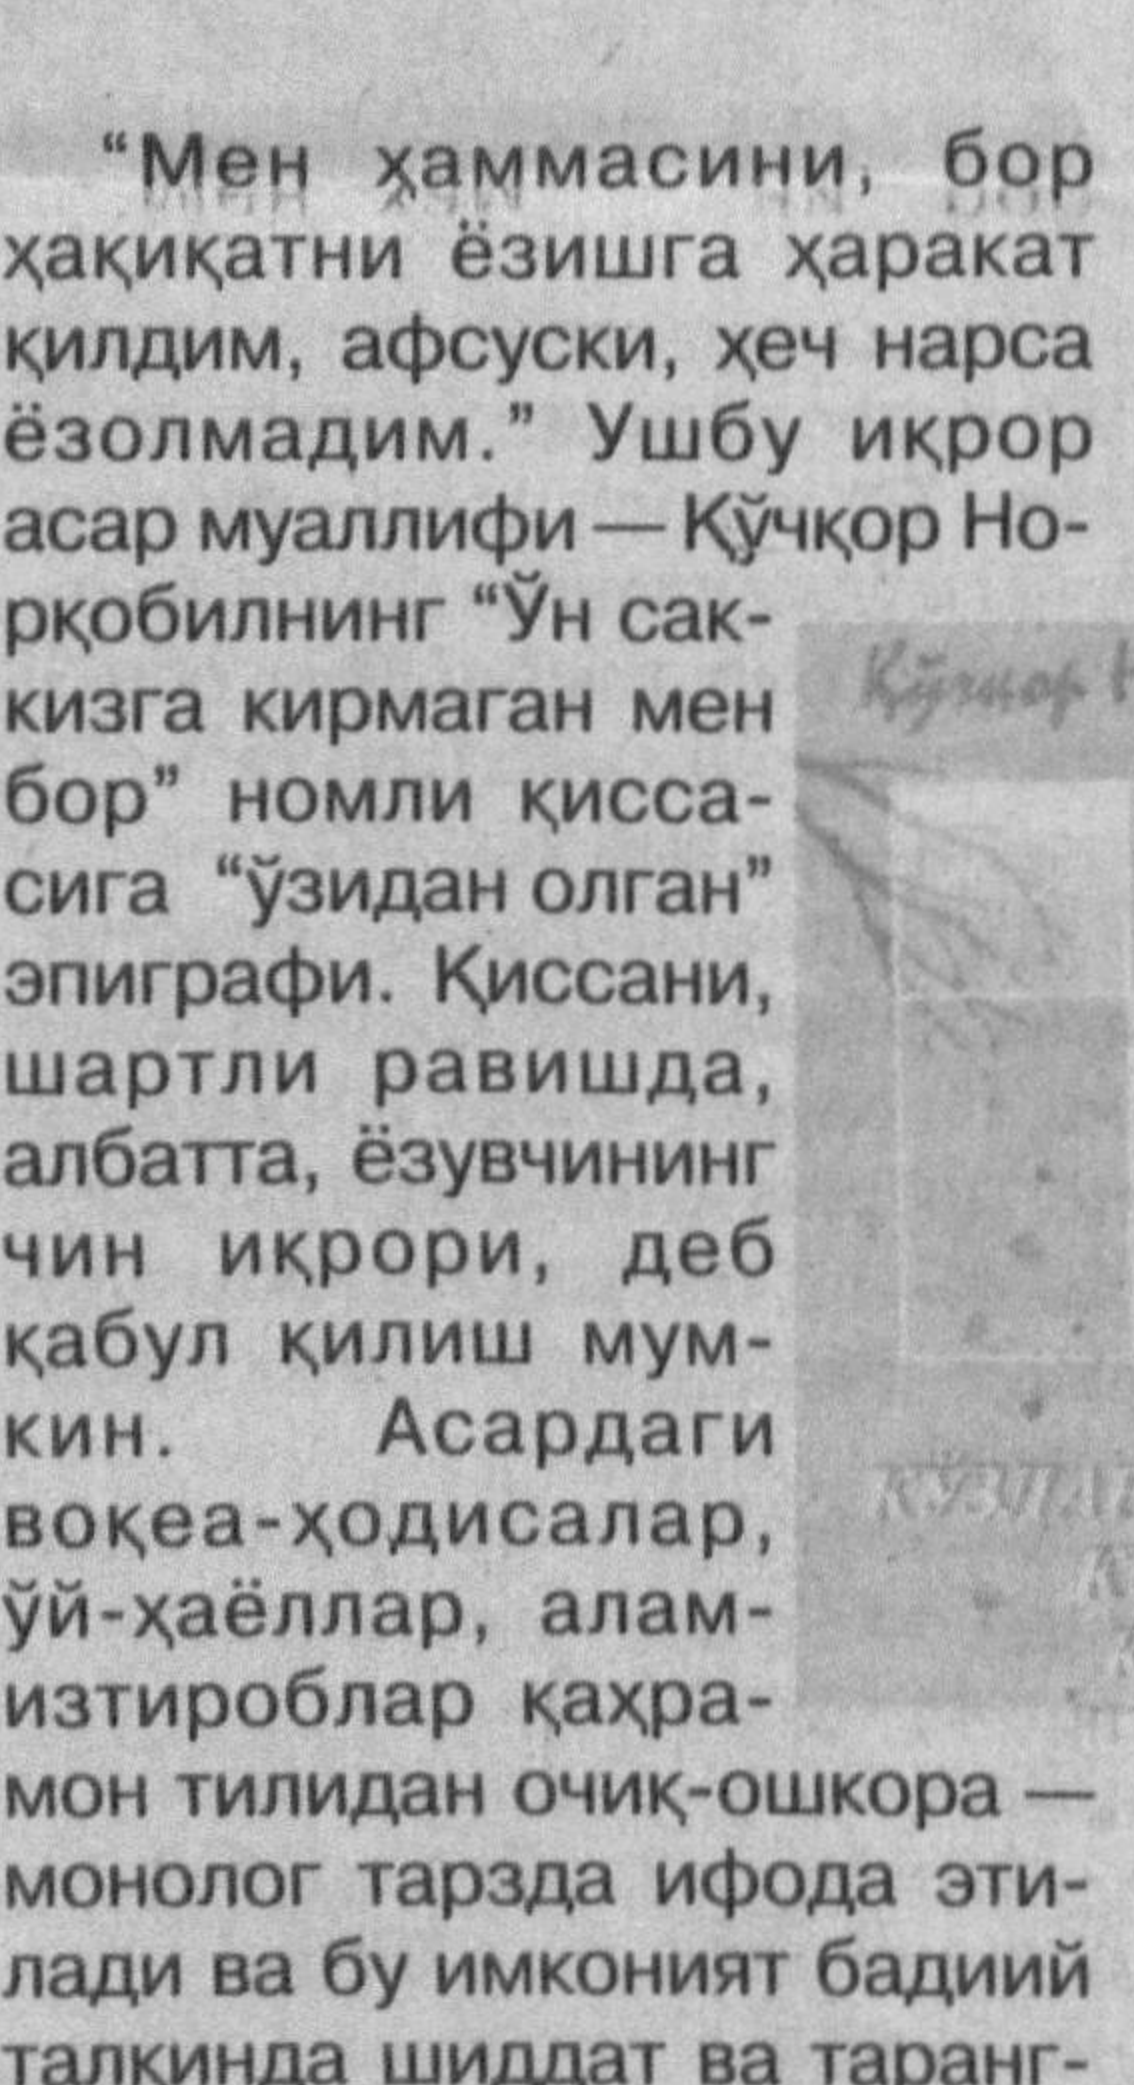 “Мен ҳаммасини, бор
ҳақиқатни ёзишга ҳаракат
қилдим, афсуски, ҳеч нарса
ёзолмадим.” Ушбу иқрор
асар муаллифи — Қўчқор Но-
рқобилнинг “Ўн сак-
кизга кирмаган мен
бор” номли қисса-
сига “ўзидан олган”
эпиграфи. Қиссани,
шартли равишда,
албатта, ёзувчининг
чин иқрори, деб
қабул қилиш мум-
кин. Асардаги
воқеа-ҳодисалар,
ўй-ҳаёллар, алам-
изтироблар қаҳра-
мон тилидан очиқ-ошкора —
монолог тарзда ифода эти-
лади ва бу имконият бадиий
талқинда шиддат ва таранг-
Қўчқор